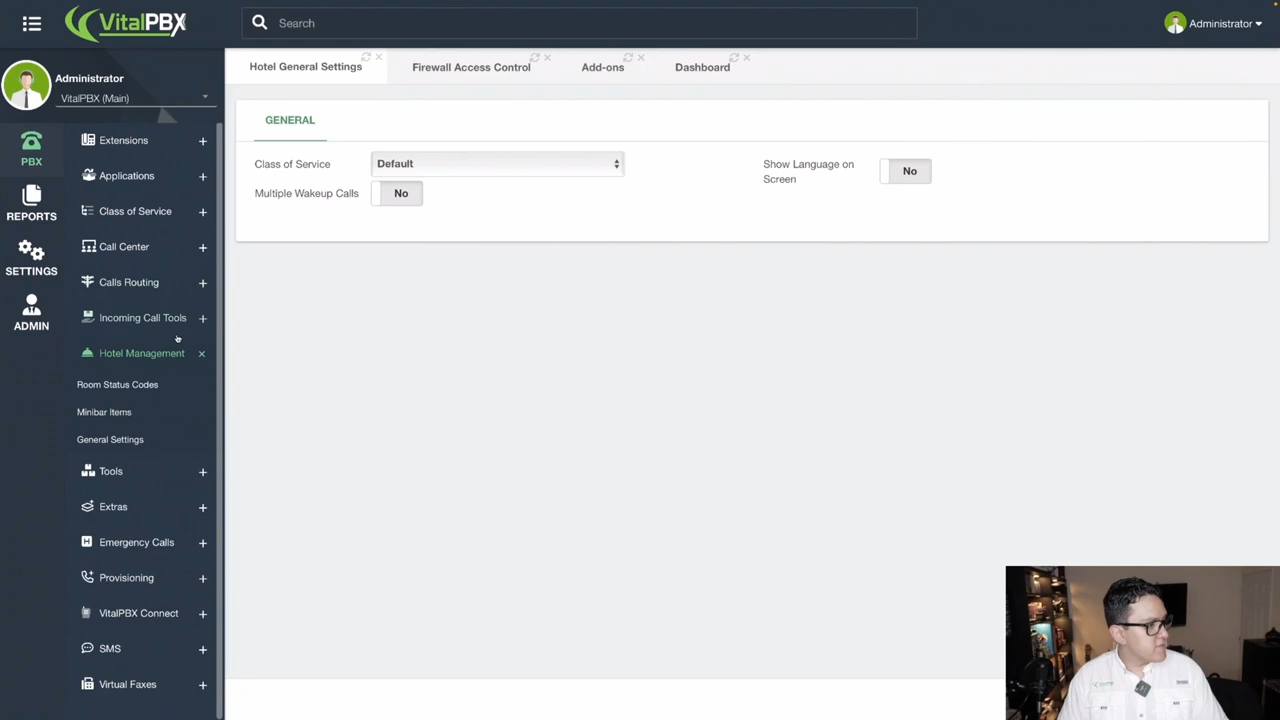 VitalPBX
Search
Administrator
Administrator
VitalPBX (Main)
PBX
REPORTS
SETTINGS
ADMIN
Extensions
Applications
Class of Service
Call Center
Calls Routing
Incoming Call Tools
Hotel Management
Room Status Codes
Minibar Items
General Settings
Tools
Extras
Emergency Calls
Provisioning
VitalPBX Connect
SMS
Virtual Faxes
Hotel General Settings
Firewall Access Control
Add-ons
Dashboard
GENERAL
Class of Service
Default
Multiple Wakeup Calls
No
Show Language on
Screen
No